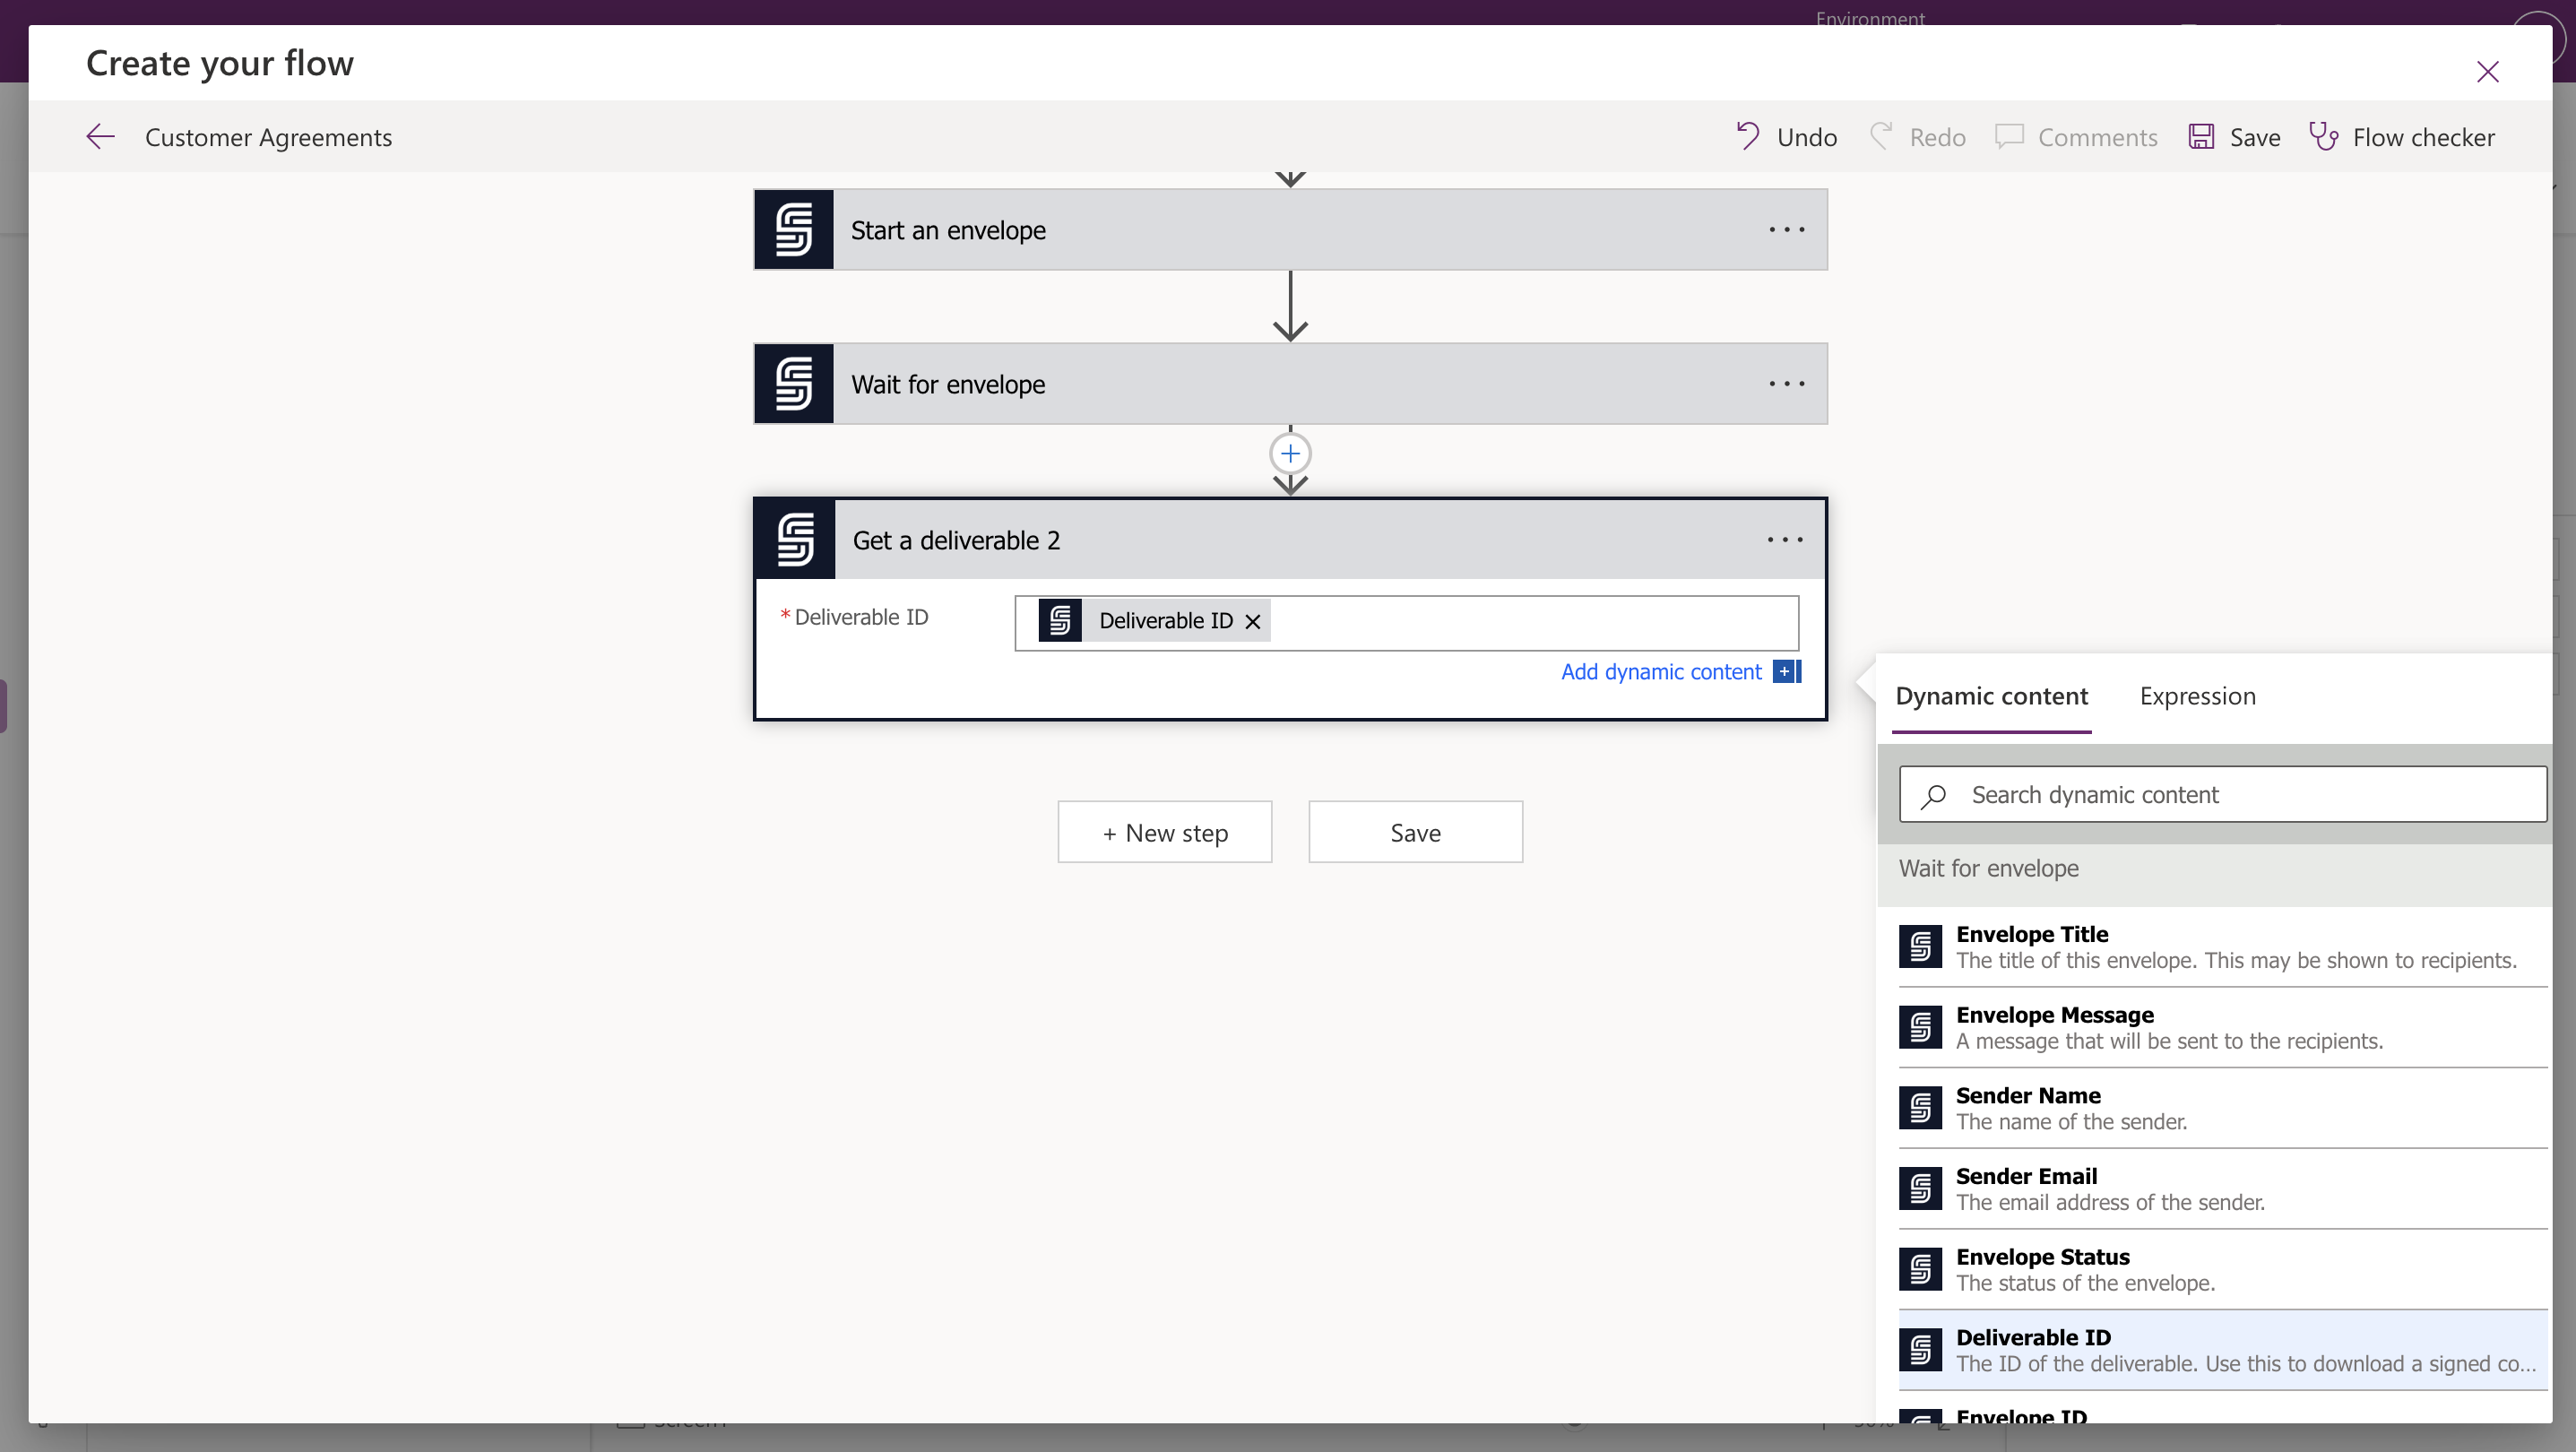 Environment
Create your flow
Customer Agreements
Undo
Redo
Comments
Save
Flow checker
Start an envelope
Wait for envelope
Get a deliverable 2
* Deliverable ID
Deliverable ID
Add dynamic content
+ New step
Save
Dynamic content
Expression
Search dynamic content
Wait for envelope
Envelope Title
The title of this envelope. This may be shown to recipients.
Envelope Message
A message that will be sent to the recipients.
Sender Name
The name of the sender.
Sender Email
The email address of the sender.
Envelope Status
The status of the envelope.
Deliverable ID
The ID of the deliverable. Use this to download a signed co...
Envelope ID